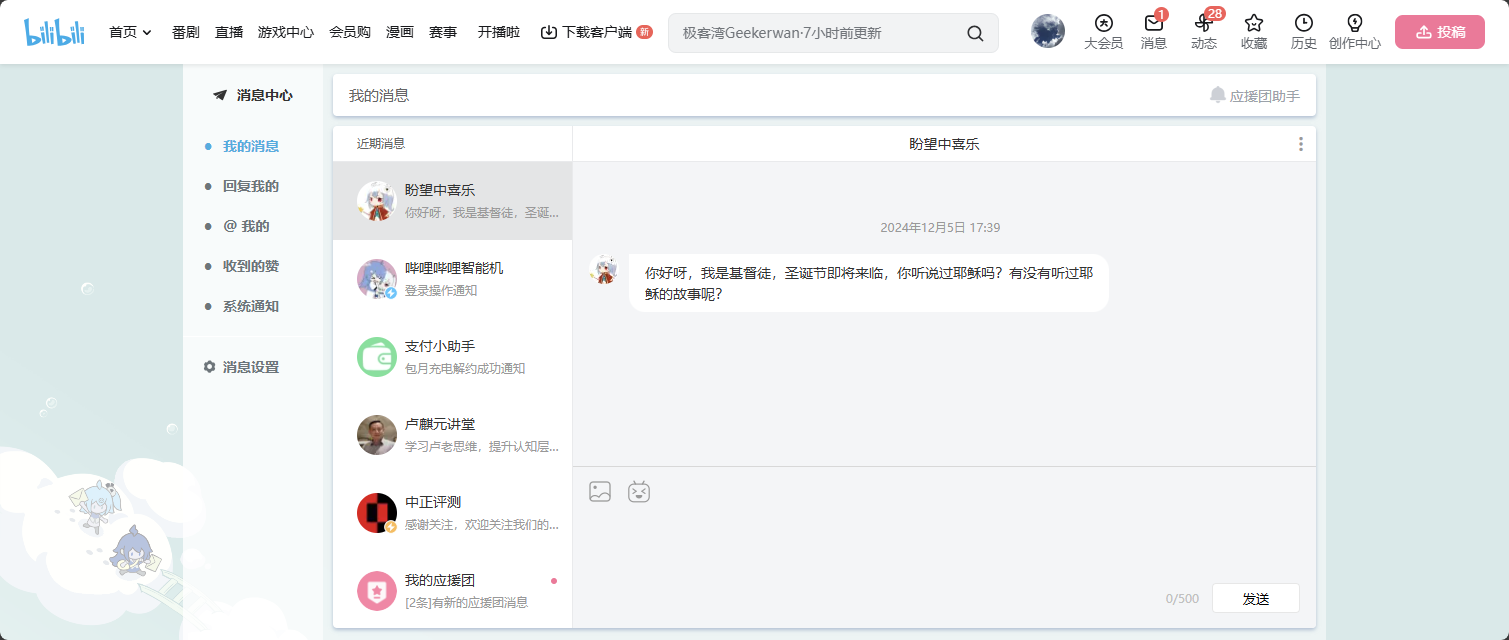 bilibili 首页 番剧 直播 游戏中心 会员购 漫画 赛事 开播啦 下载客户端 新 极客湾Geekerwan·7小时前更新 大会员 1 消息 28 动态 收藏 历史 创作中心 投稿
消息中心
我的消息
回复我的
@ 我的
收到的赞
系统通知
消息设置
我的消息 应援团助手
近期消息
盼望中喜乐
你好呀，我是基督徒，圣诞...
哔哩哔哩智能机
登录操作通知
支付小助手
包月充电解约成功通知
卢麒元讲堂
学习卢老思维，提升认知层...
中正评测
感谢关注，欢迎关注我们的...
我的应援团
[2条]有新的应援团消息
盼望中喜乐
2024年12月5日 17:39
你好呀，我是基督徒，圣诞节即将来临，你听说过耶稣吗？有没有听过耶
稣的故事呢？
0/500 发送